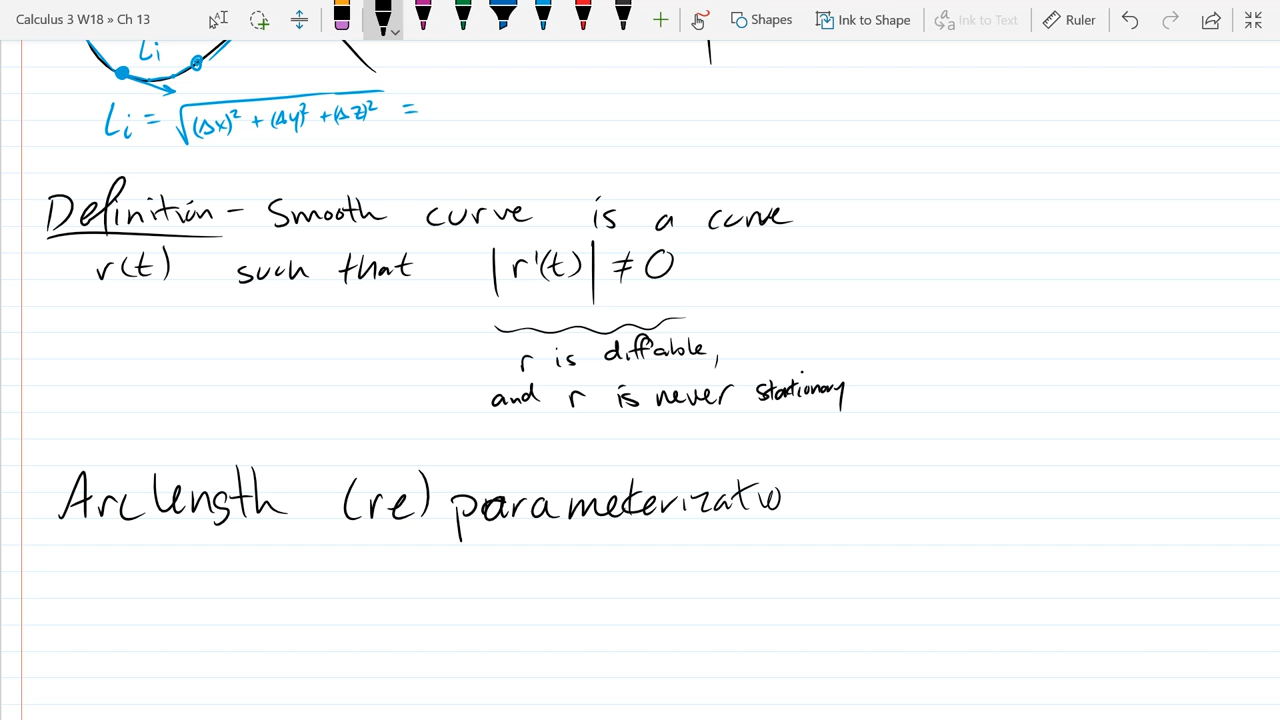 Calculus 3 W18 » Ch 13
Shapes
Ink to Shape
Ink to Text
Ruler
Li
Li = √(Δx)² + (Δy)² + (Δz)² =
Definition - Smooth curve is a curve
r(t) such that |r'(t)| ≠ 0
r is diffable,
and r is never stationary
Arc length (re) parameterizatio